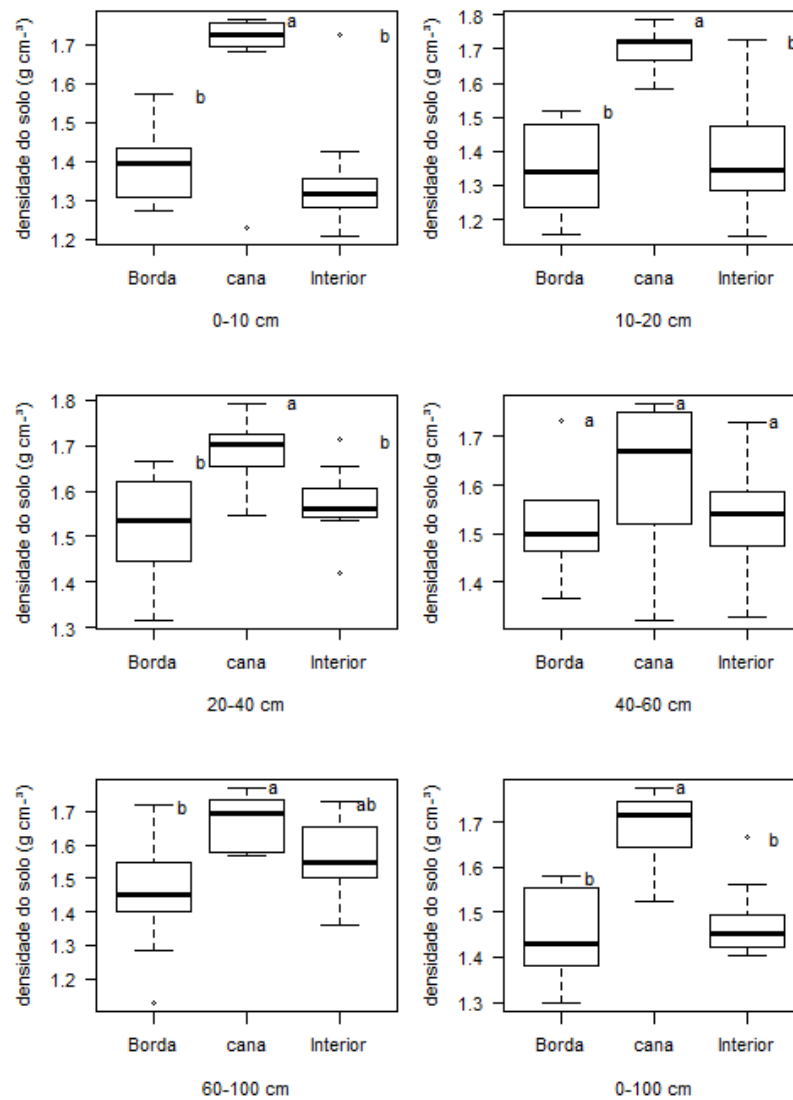 densidade do solo (g cm-³)
1.7
1.6
1.5
1.4
1.3
1.2
b
a
b
Borda cana Interior
0-10 cm
densidade do solo (g cm-³)
1.8
1.7
1.6
1.5
1.4
1.3
1.2
b
a
b
Borda cana Interior
10-20 cm
densidade do solo (g cm-³)
1.8
1.7
1.6
1.5
1.4
1.3
b
a
b
Borda cana Interior
20-40 cm
densidade do solo (g cm-³)
1.7
1.6
1.5
1.4
a
a
a
Borda cana Interior
40-60 cm
densidade do solo (g cm-³)
1.7
1.6
1.5
1.4
1.3
1.2
b
a
ab
Borda cana Interior
60-100 cm
densidade do solo (g cm-³)
1.7
1.6
1.5
1.4
1.3
b
a
b
Borda cana Interior
0-100 cm